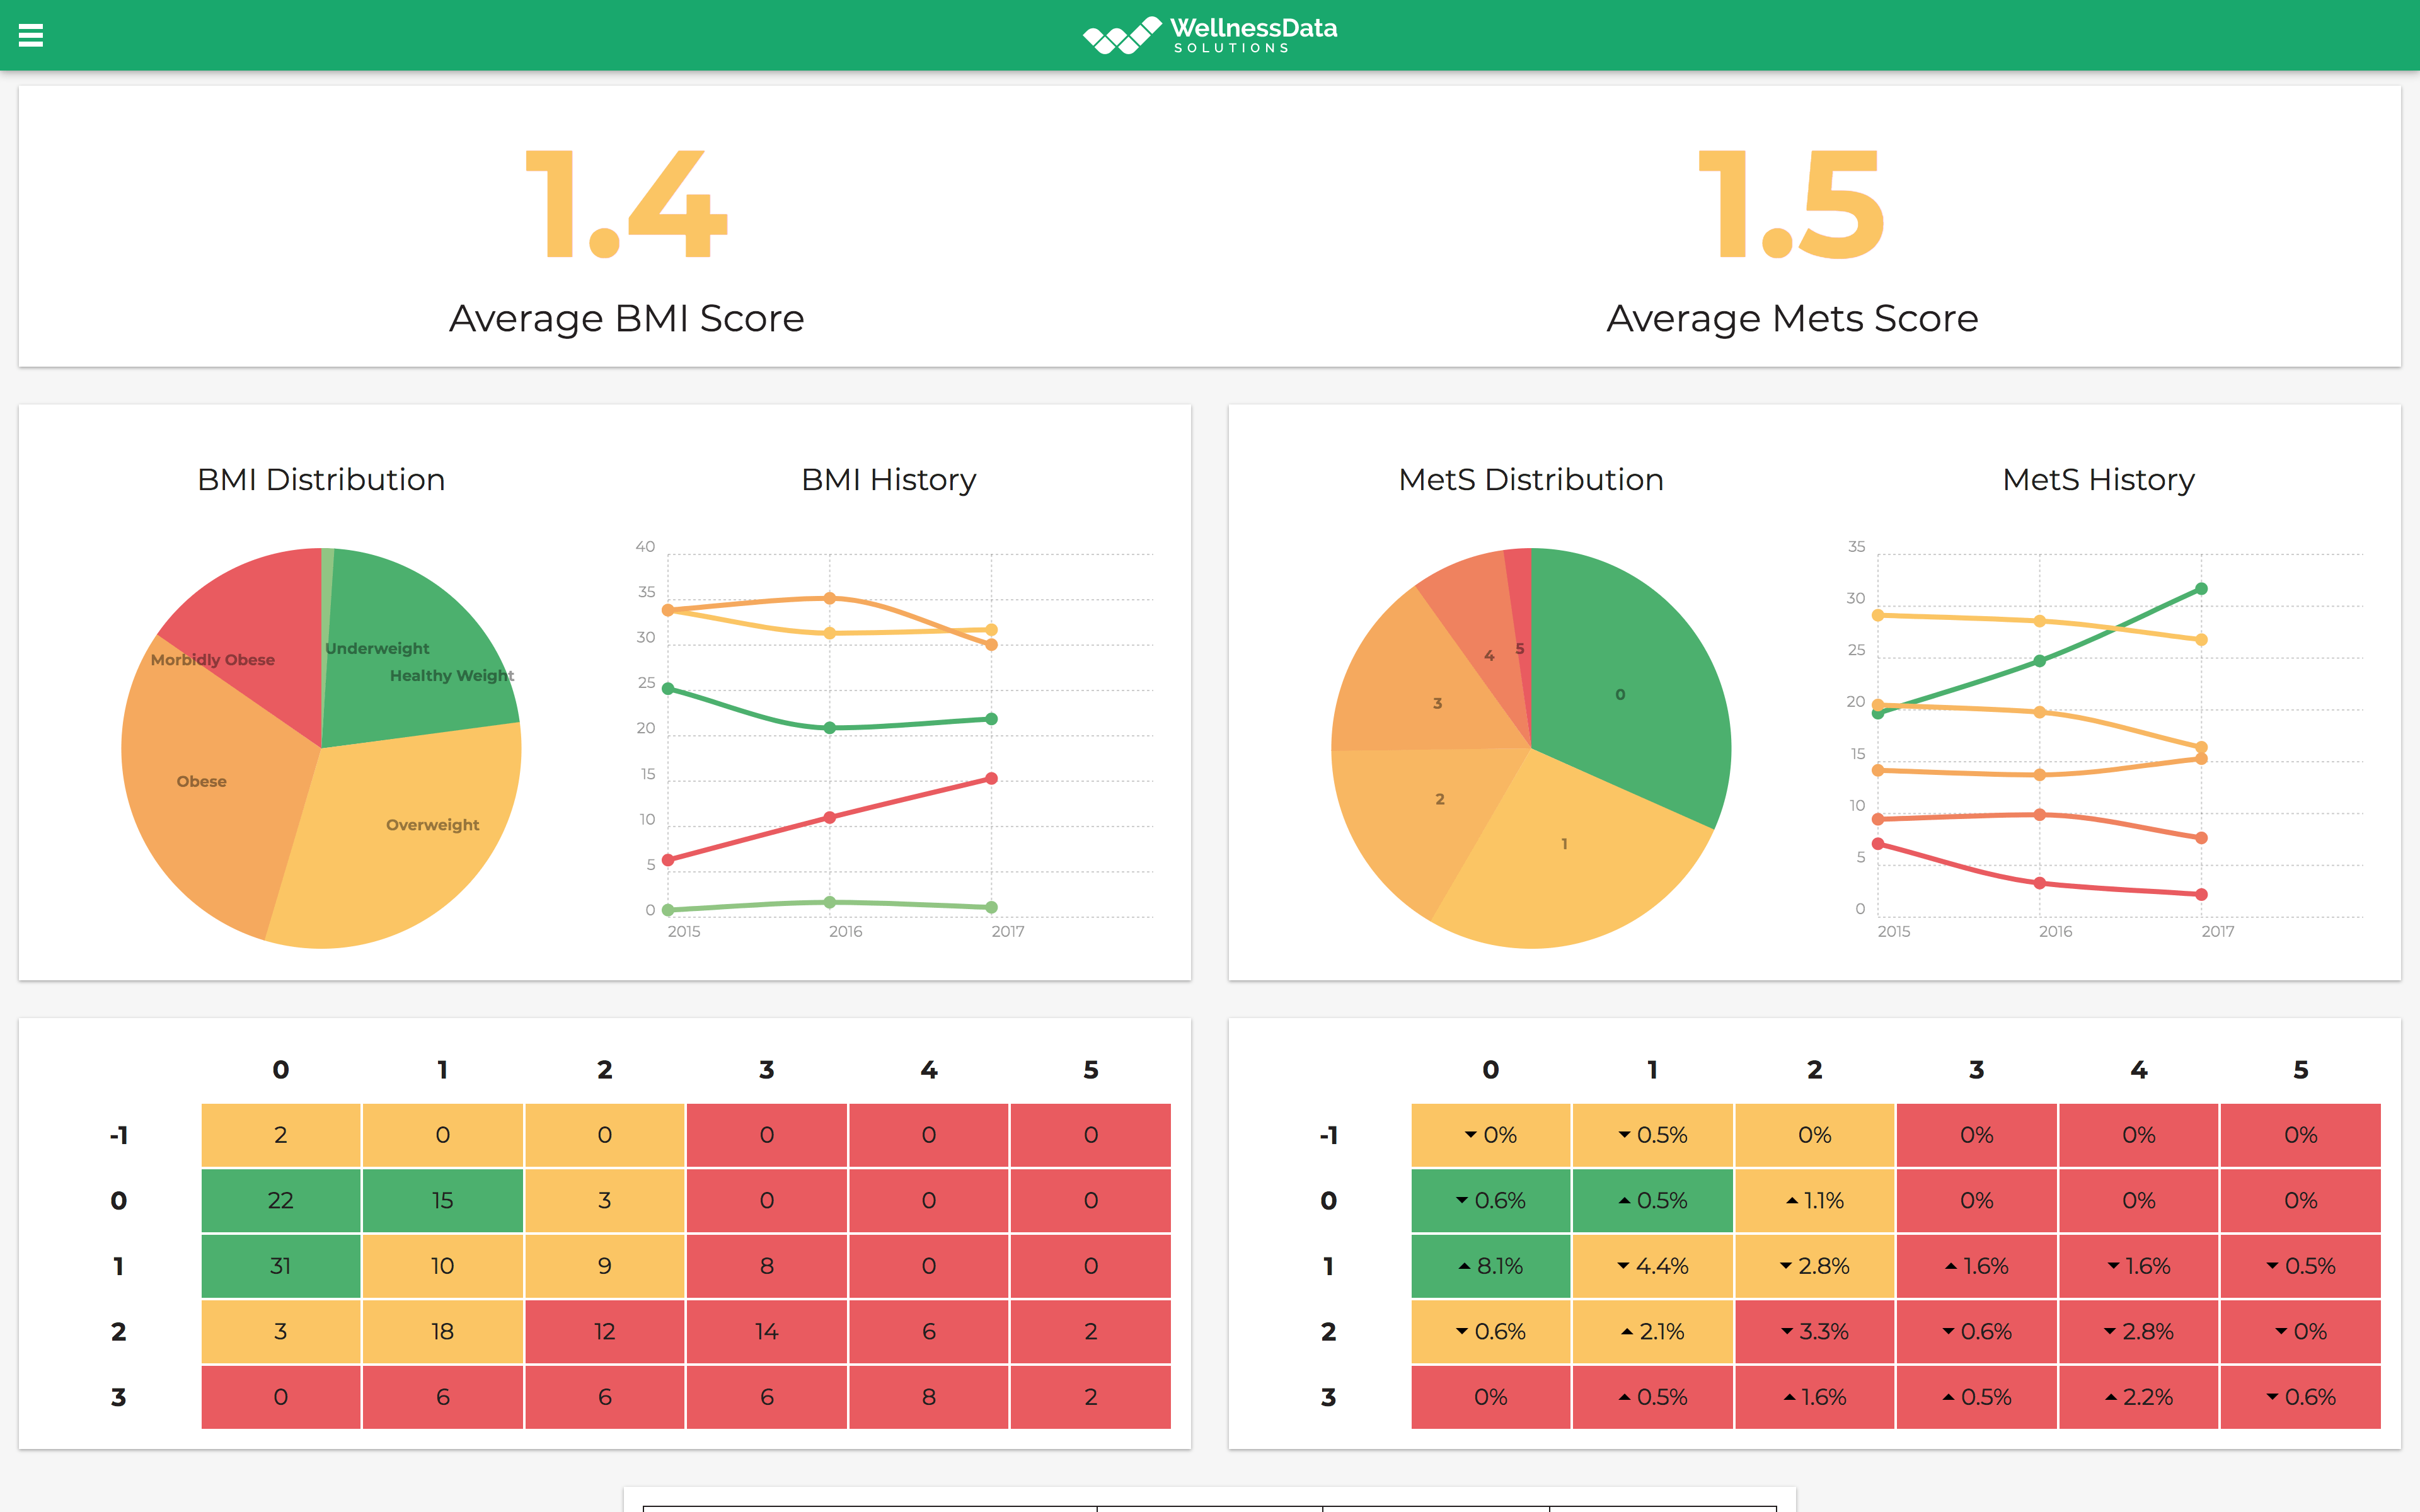 WellnessData
SOLUTIONS
1.4
Average BMI Score
1.5
Average Mets Score
BMI Distribution
Underweight
Healthy Weight
Morbidly Obese
Obese
Overweight
BMI History
40
35
30
25
20
15
10
5
0
2015 2016 2017
MetS Distribution
5
4
0
3
2
1
MetS History
35
30
25
20
15
10
5
0
2015 2016 2017
0 1 2 3 4 5
-1 2 0 0 0 0 0
0 22 15 3 0 0 0
1 31 10 9 8 0 0
2 3 18 12 14 6 2
3 0 6 6 6 8 2
0 1 2 3 4 5
-1 ▾ 0% ▾ 0.5% 0% 0% 0% 0%
0 ▾ 0.6% ▴ 0.5% ▴ 1.1% 0% 0% 0%
1 ▴ 8.1% ▾ 4.4% ▾ 2.8% ▴ 1.6% ▾ 1.6% ▾ 0.5%
2 ▾ 0.6% ▴ 2.1% ▾ 3.3% ▾ 0.6% ▾ 2.8% ▾ 0%
3 0% ▴ 0.5% ▴ 1.6% ▴ 0.5% ▴ 2.2% ▾ 0.6%